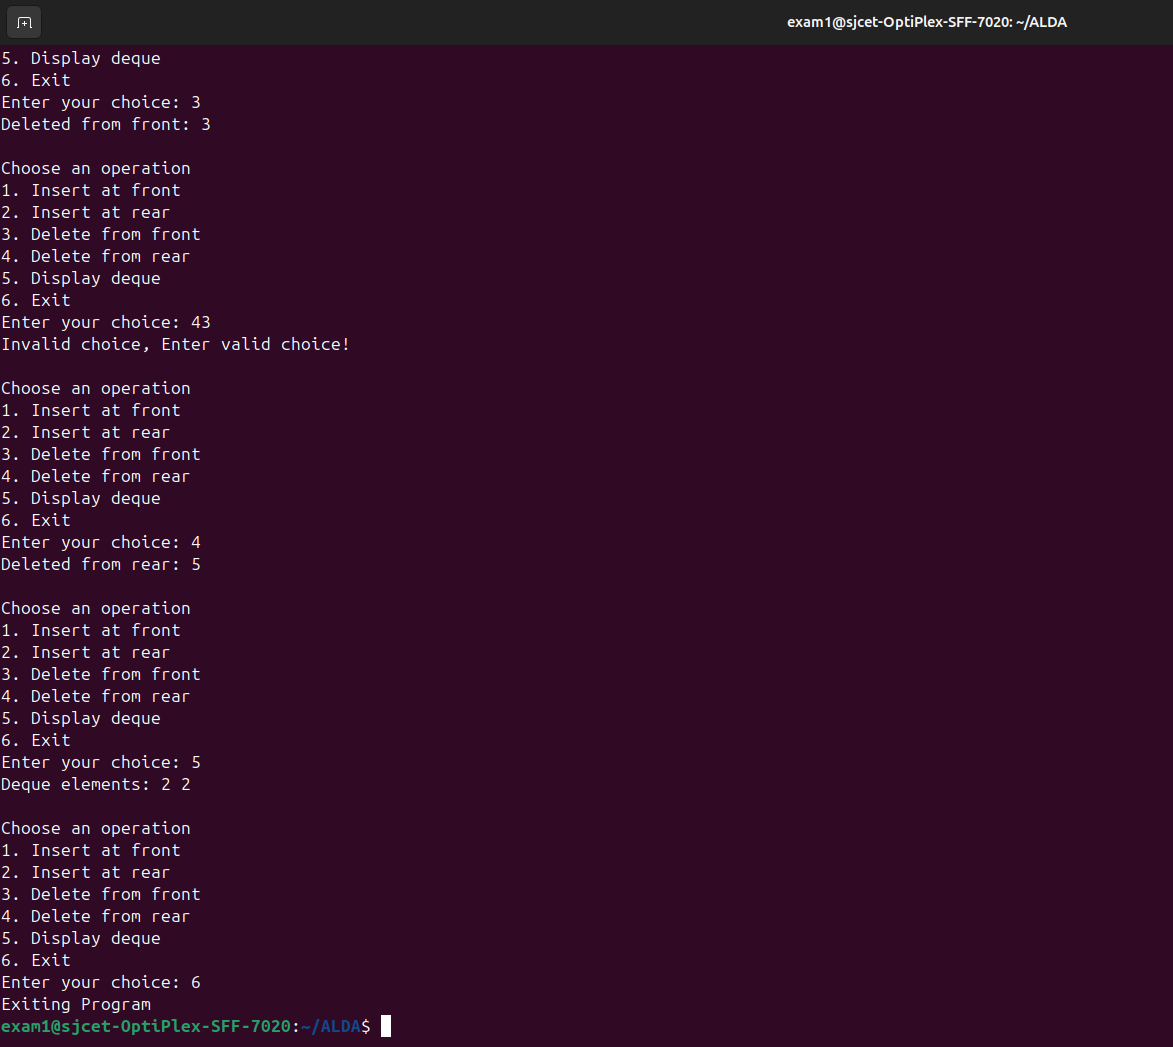 exam1@sjcet-OptiPlex-SFF-7020: ~/ALDA
5. Display deque
6. Exit
Enter your choice: 3
Deleted from front: 3

Choose an operation
1. Insert at front
2. Insert at rear
3. Delete from front
4. Delete from rear
5. Display deque
6. Exit
Enter your choice: 43
Invalid choice, Enter valid choice!

Choose an operation
1. Insert at front
2. Insert at rear
3. Delete from front
4. Delete from rear
5. Display deque
6. Exit
Enter your choice: 4
Deleted from rear: 5

Choose an operation
1. Insert at front
2. Insert at rear
3. Delete from front
4. Delete from rear
5. Display deque
6. Exit
Enter your choice: 5
Deque elements: 2 2

Choose an operation
1. Insert at front
2. Insert at rear
3. Delete from front
4. Delete from rear
5. Display deque
6. Exit
Enter your choice: 6
Exiting Program
exam1@sjcet-OptiPlex-SFF-7020:~/ALDA$